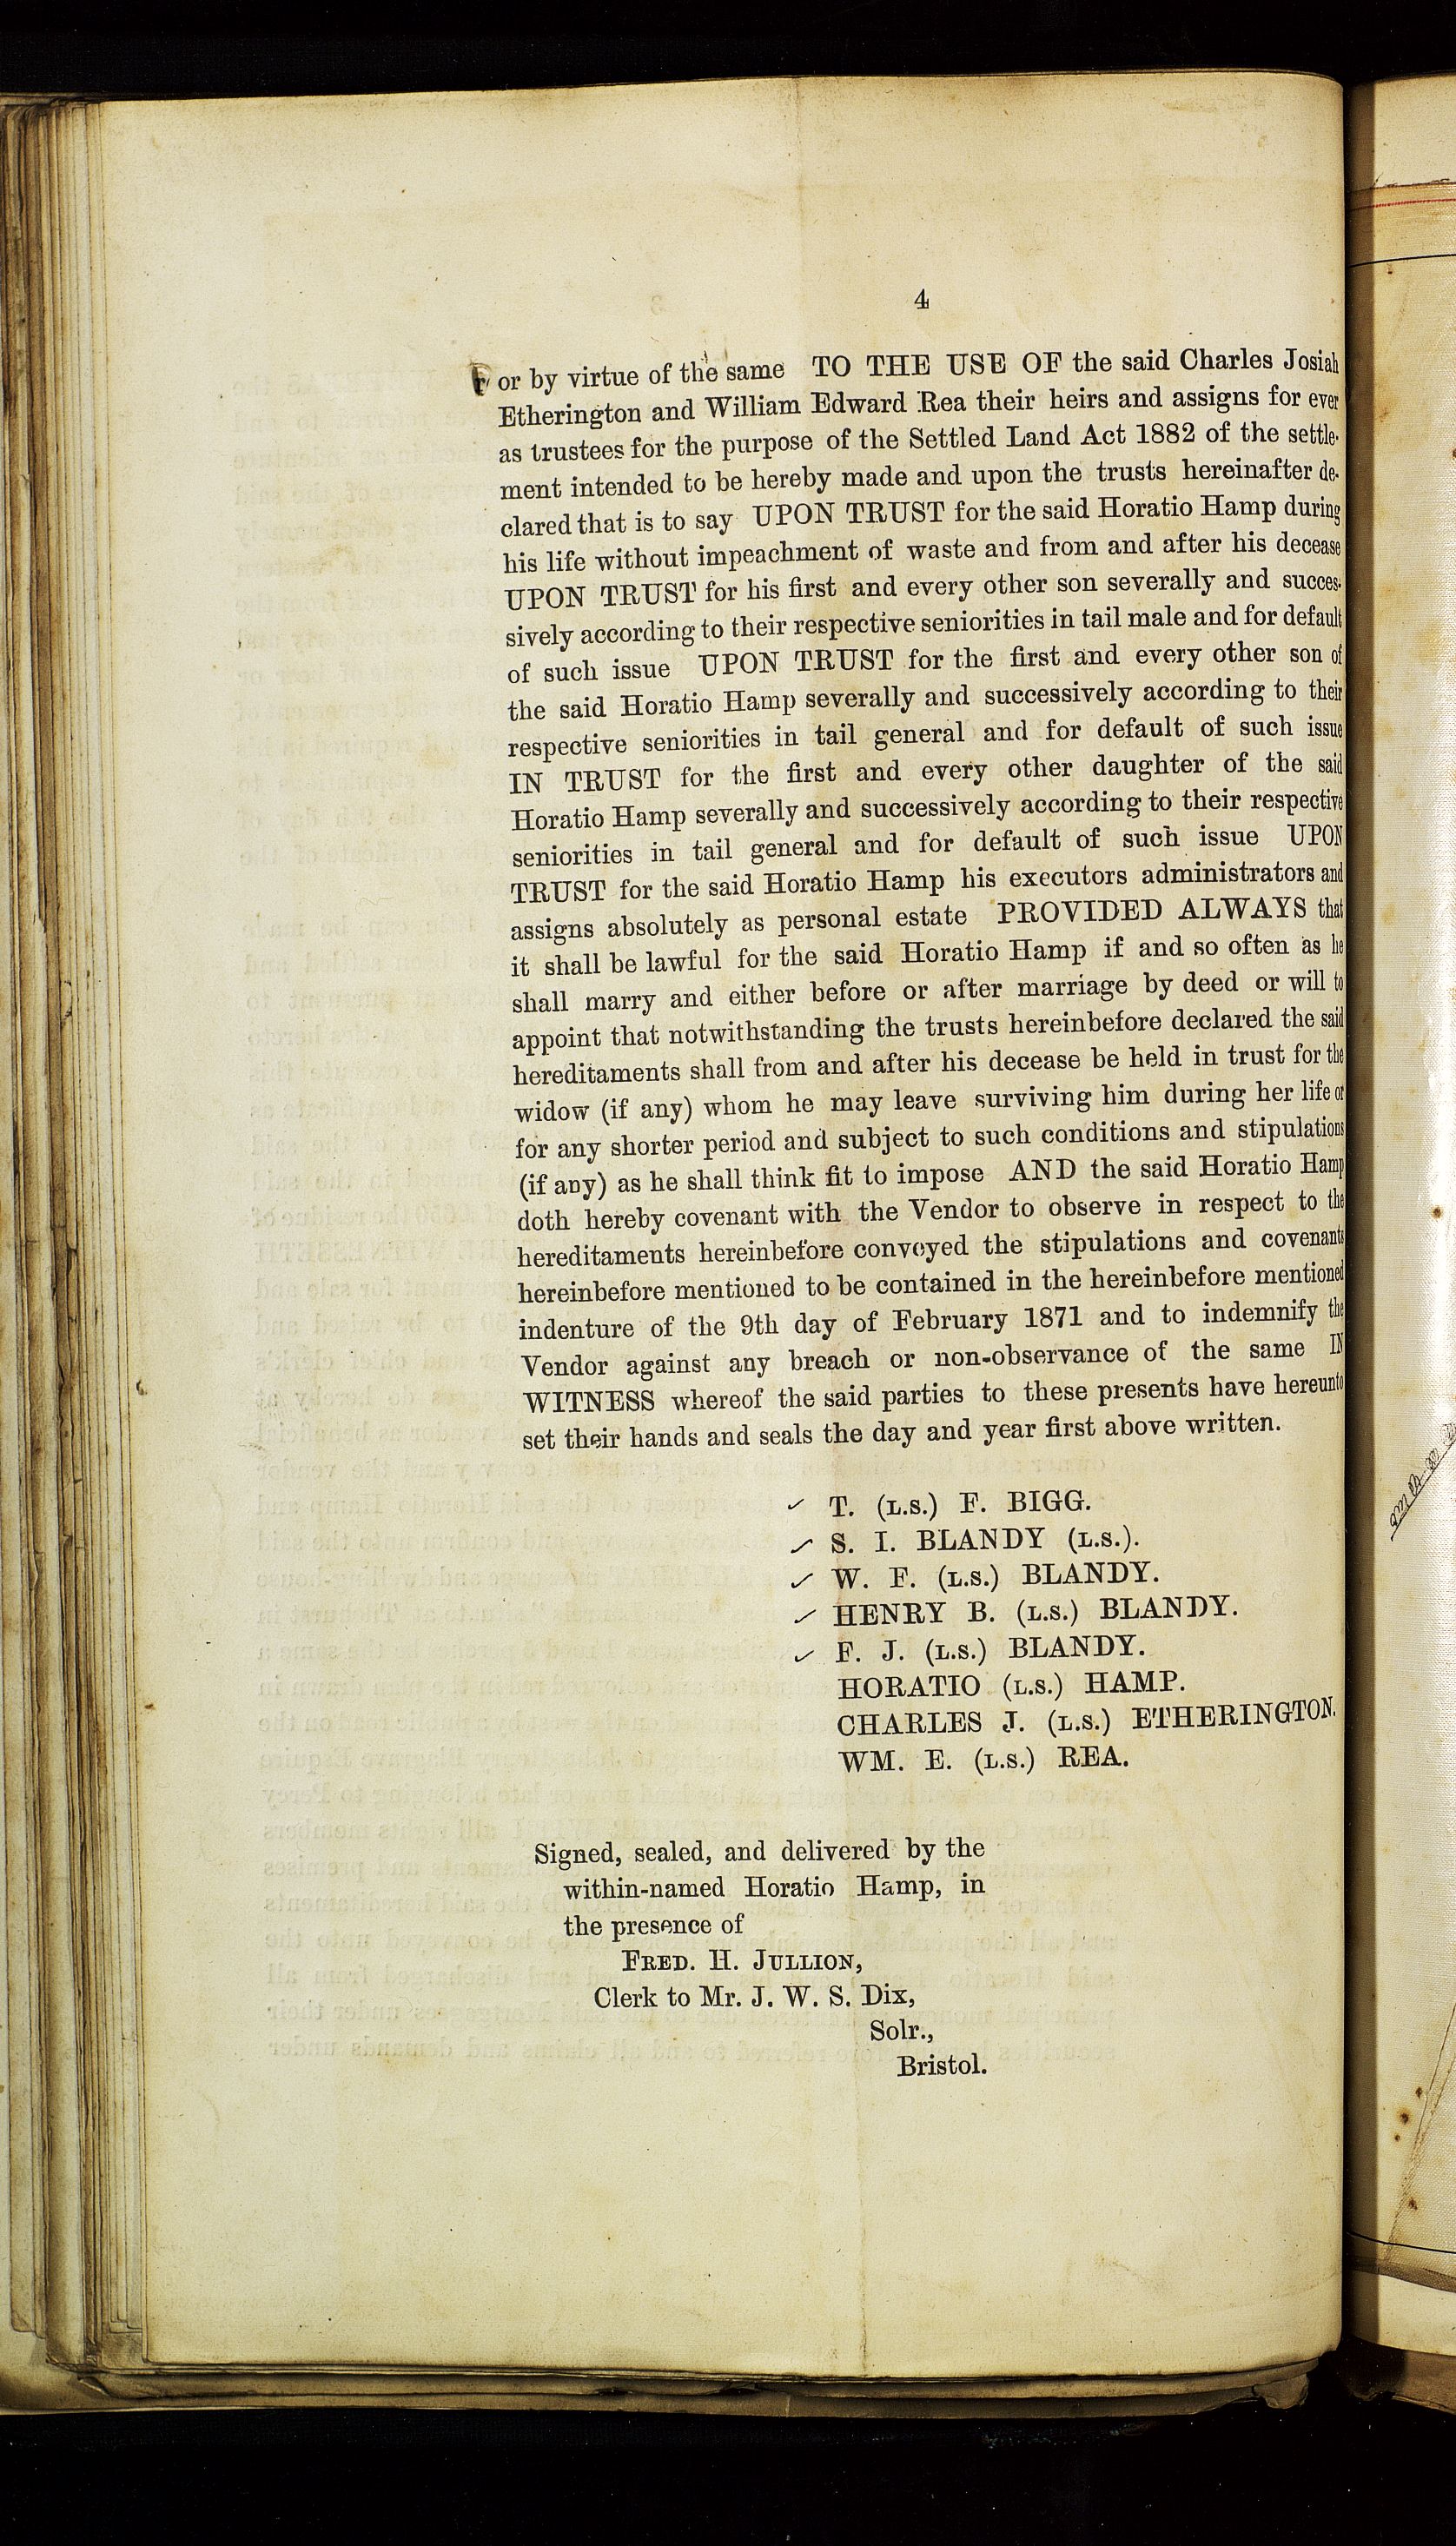 4
or by virtue of the same TO THE USE OF the said Charles Josiah
Etherington and William Edward Rea their heirs and assigns for ever
as trustees for the purpose of the Settled Land Act 1882 of the settle-
ment intended to be hereby made and upon the trusts hereinafter de-
clared that is to say UPON TRUST for the said Horatio Hamp during
his life without impeachment of waste and from and after his decease
UPON TRUST for his first and every other son severally and succes-
sively according to their respective seniorities in tail male and for default
of such issue UPON TRUST for the first and every other son of
the said Horatio Hamp severally and successively according to their
respective seniorities in tail general and for default of such issue
IN TRUST for the first and every other daughter of the said
Horatio Hamp severally and successively according to their respective
seniorities in tail general and for default of such issue UPON
TRUST for the said Horatio Hamp his executors administrators and
assigns absolutely as personal estate PROVIDED ALWAYS that
it shall be lawful for the said Horatio Hamp if and so often as he
shall marry and either before or after marriage by deed or will to
appoint that notwithstanding the trusts hereinbefore declared the said
hereditaments shall from and after his decease be held in trust for the
widow (if any) whom he may leave surviving him during her life or
for any shorter period and subject to such conditions and stipulations
(if any) as he shall think fit to impose AND the said Horatio Hamp
doth hereby covenant with the Vendor to observe in respect to the
hereditaments hereinbefore conveyed the stipulations and covenants
hereinbefore mentioned to be contained in the hereinbefore mentioned
indenture of the 9th day of February 1871 and to indemnify the
Vendor against any breach or non-observance of the same IN
WITNESS whereof the said parties to these presents have hereunto
set their hands and seals the day and year first above written.
✓ T. (L.S.) F. BIGG.
✓ S. I. BLANDY (L.S.).
✓ W. F. (L.S.) BLANDY.
✓ HENRY B. (L.S.) BLANDY.
✓ F. J. (L.S.) BLANDY.
HORATIO (L.S.) HAMP.
CHARLES J. (L.S.) ETHERINGTON.
WM. E. (L.S.) REA.
Signed, sealed, and delivered by the
within-named Horatio Hamp, in
the presence of
FRED. H. JULLION,
Clerk to Mr. J. W. S. Dix,
Solr.,
Bristol.